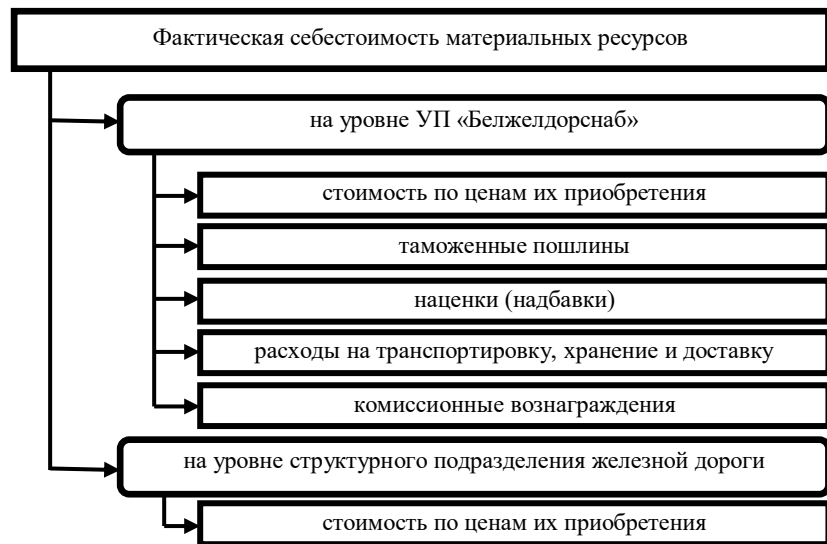 Фактическая себестоимость материальных ресурсов
на уровне УП «Белжелдорснаб»
стоимость по ценам их приобретения
таможенные пошлины
наценки (надбавки)
расходы на транспортировку, хранение и доставку
комиссионные вознаграждения
на уровне структурного подразделения железной дороги
стоимость по ценам их приобретения